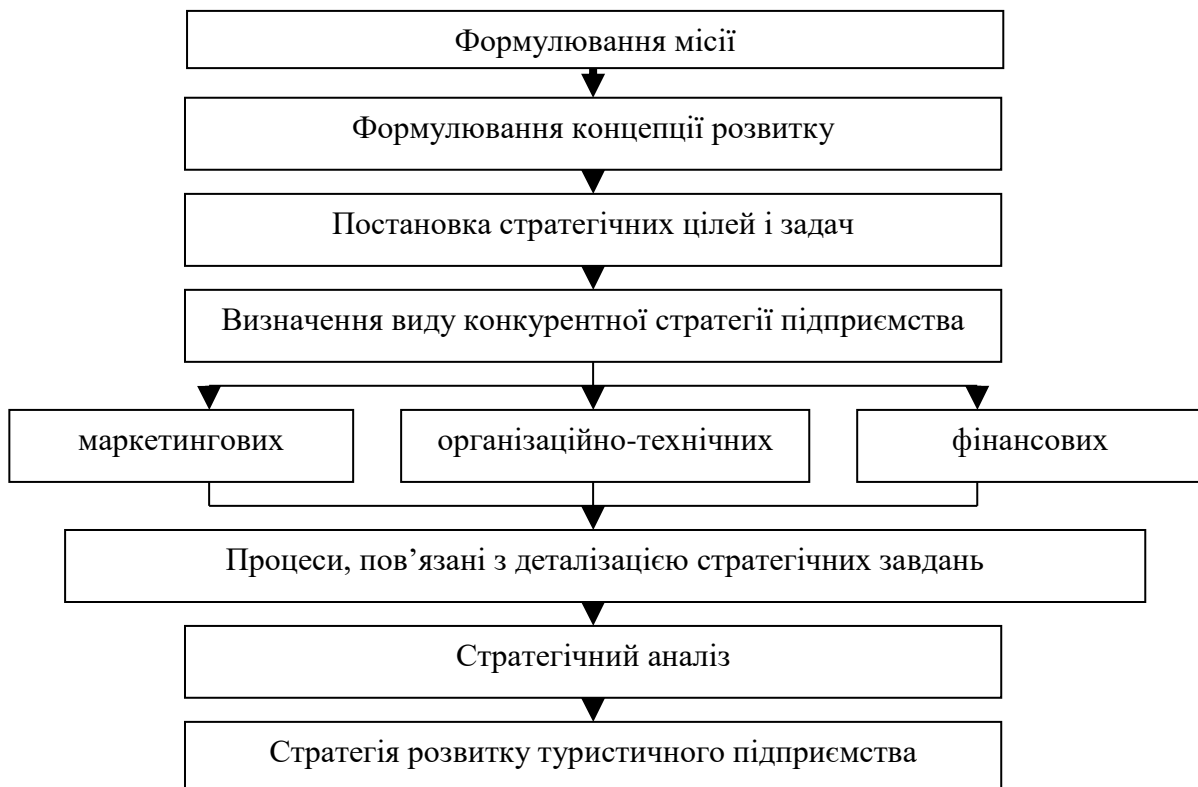 Формулювання місії
Формулювання концепції розвитку
Постановка стратегічних цілей і задач
Визначення виду конкурентної стратегії підприємства
маркетингових
організаційно-технічних
фінансових
Процеси, пов’язані з деталізацією стратегічних завдань
Стратегічний аналіз
Стратегія розвитку туристичного підприємства